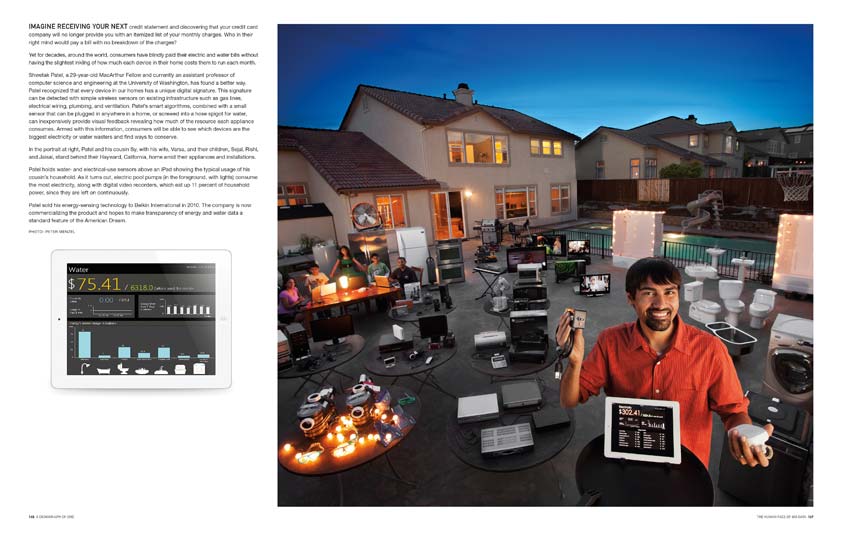 IMAGINE RECEIVING YOUR NEXT credit statement and discovering that your credit card
company will no longer provide you with an itemized list of your monthly charges. Who in their
right mind would pay a bill with no breakdown of the charges?
Yet for decades, around the world, consumers have blindly paid their electric and water bills without
having the slightest inkling of how much each device in their home costs them to run each month.
Shwetak Patel, a 29-year-old MacArthur Fellow and currently an assistant professor of
computer science and engineering at the University of Washington, has found a better way.
Patel recognized that every device in our homes has a unique digital signature. This signature
can be detected with simple wireless sensors on existing infrastructure such as gas lines,
electrical wiring, plumbing, and ventilation. Patel's smart algorithms, combined with a small
sensor that can be plugged in anywhere in a home, or screwed into a hose spigot for water,
can inexpensively provide visual feedback revealing how much of the resource each appliance
consumes. Armed with this information, consumers will be able to see which devices are the
biggest electricity or water wasters and find ways to conserve.
In the portrait at right, Patel and his cousin Sy, with his wife, Varsa, and their children, Sejal, Rishi,
and Jaisal, stand behind their Hayward, California, home amist their appliances and installations.
Patel holds water- and electrical-use sensors above an iPad showing the typical usage of his
cousin's household. As it turns out, electric pool pumps (in the foreground, with lights) consume
the most electricity, along with digital video recorders, which eat up 11 percent of household
power, since they are left on continuously.
Patel sold his energy-sensing technology to Belkin International in 2010. The company is now
commercializing the product and hopes to make transparency of energy and water data a
standard feature of the American Dream.
PHOTO: PETER MENZEL
Water
$75.41 / 6318.0
0.00
Electricity
$302.41
THE HUMAN FACE OF BIG DATA